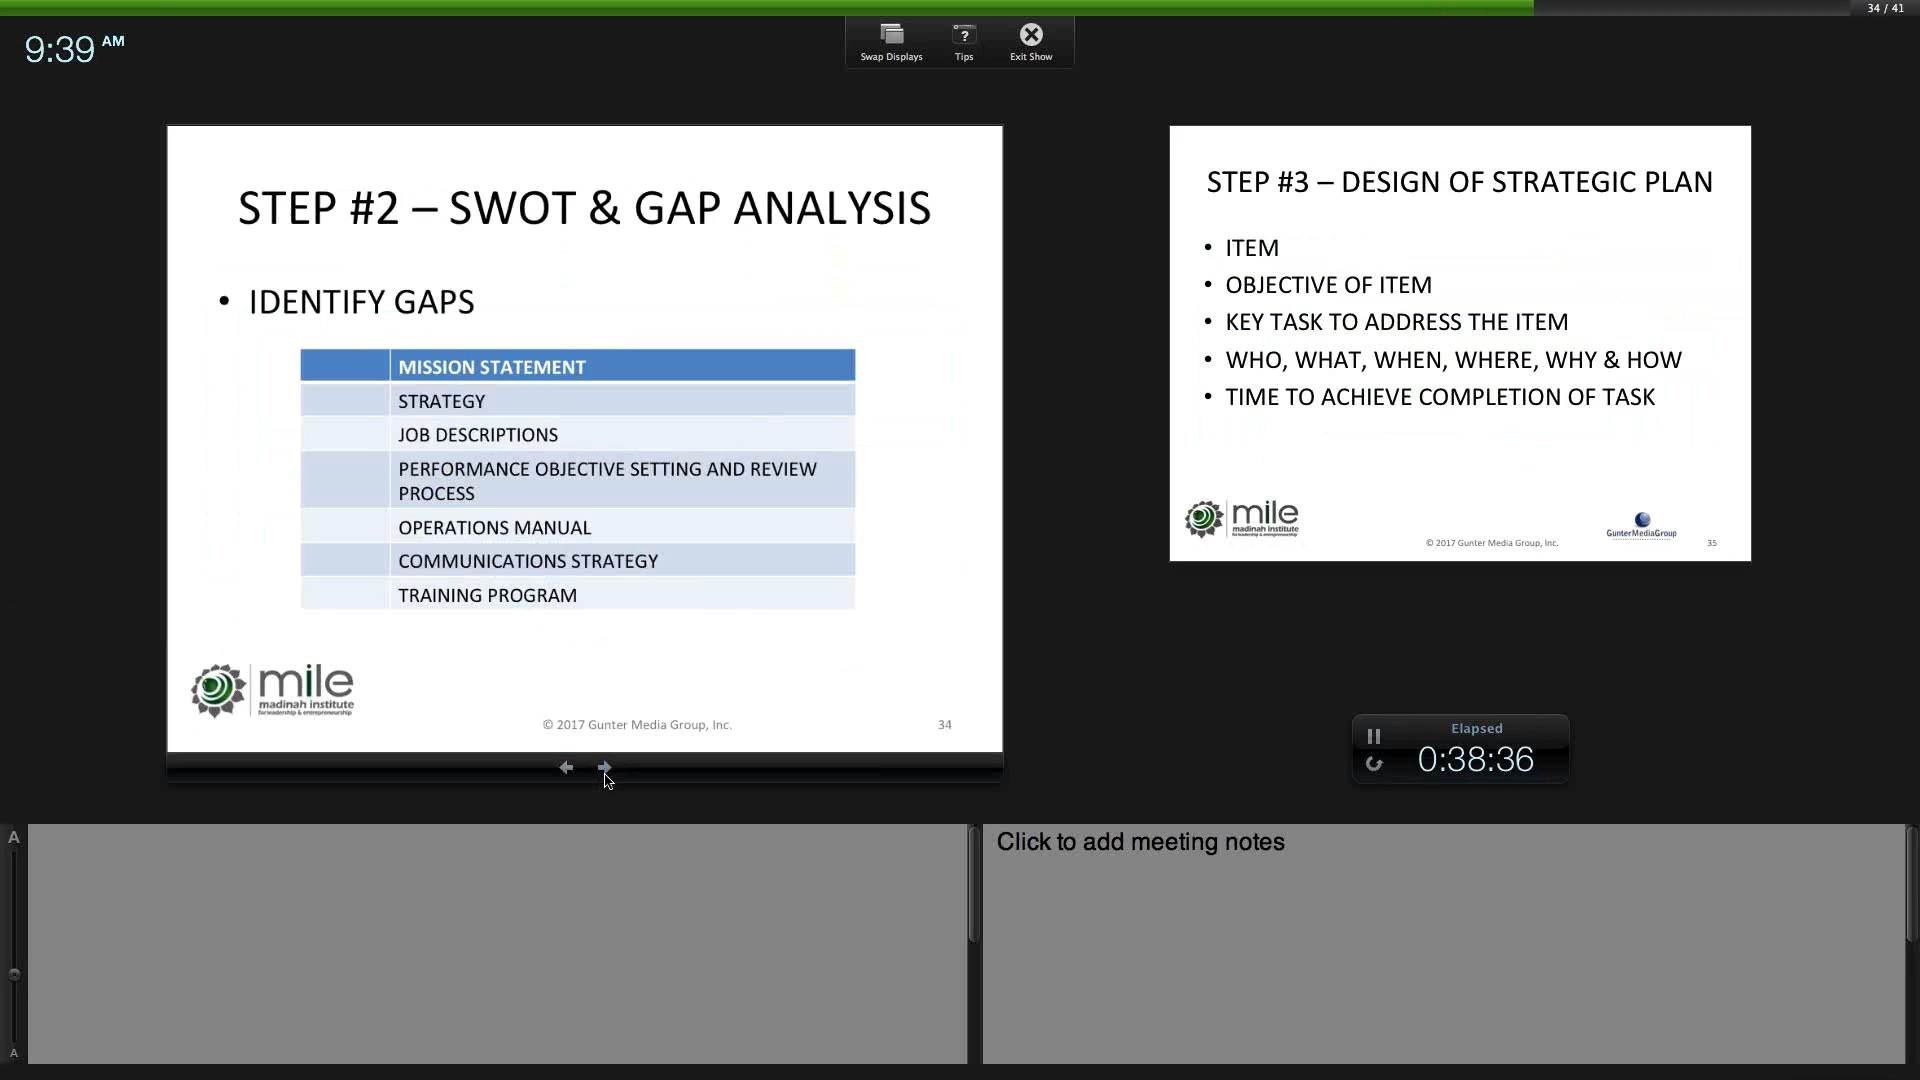 34 / 41
9:39 AM
Swap Displays
Tips
Exit Show
STEP #2 – SWOT & GAP ANALYSIS
• IDENTIFY GAPS
MISSION STATEMENT
STRATEGY
JOB DESCRIPTIONS
PERFORMANCE OBJECTIVE SETTING AND REVIEW
PROCESS
OPERATIONS MANUAL
COMMUNICATIONS STRATEGY
TRAINING PROGRAM
mile
madinah institute
for leadership & entrepreneurship
© 2017 Gunter Media Group, Inc.
34
STEP #3 – DESIGN OF STRATEGIC PLAN
• ITEM
• OBJECTIVE OF ITEM
• KEY TASK TO ADDRESS THE ITEM
• WHO, WHAT, WHEN, WHERE, WHY & HOW
• TIME TO ACHIEVE COMPLETION OF TASK
mile
madinah institute
© 2017 Gunter Media Group, Inc.
GunterMediaGroup
35
Elapsed
0:38:36
A
A
Click to add meeting notes